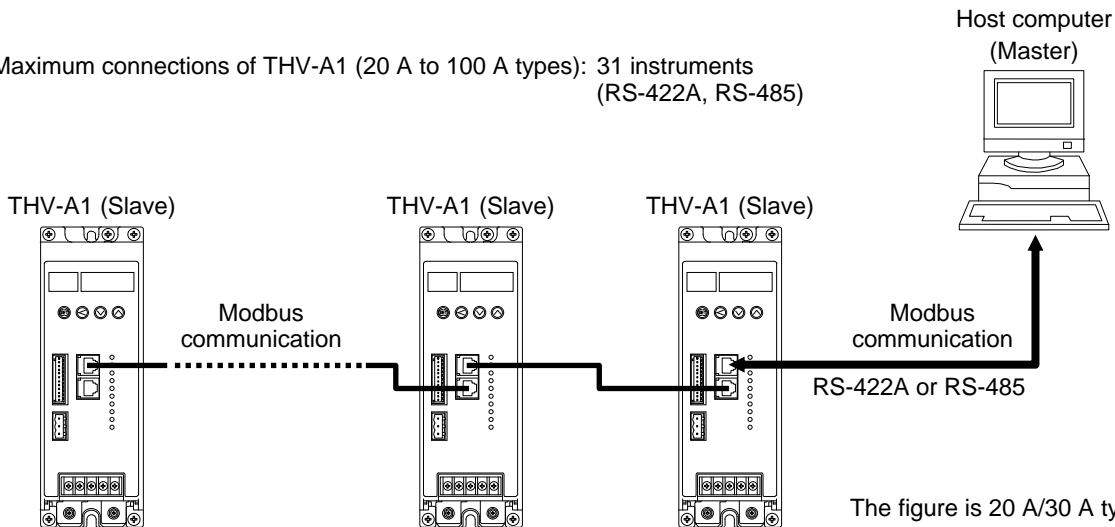 Host computer
(Master)
Maximum connections of THV-A1 (20 A to 100 A types): 31 instruments
(RS-422A, RS-485)
THV-A1 (Slave)
THV-A1 (Slave)
THV-A1 (Slave)
Modbus
communication
Modbus
communication
RS-422A or RS-485
The figure is 20 A/30 A ty